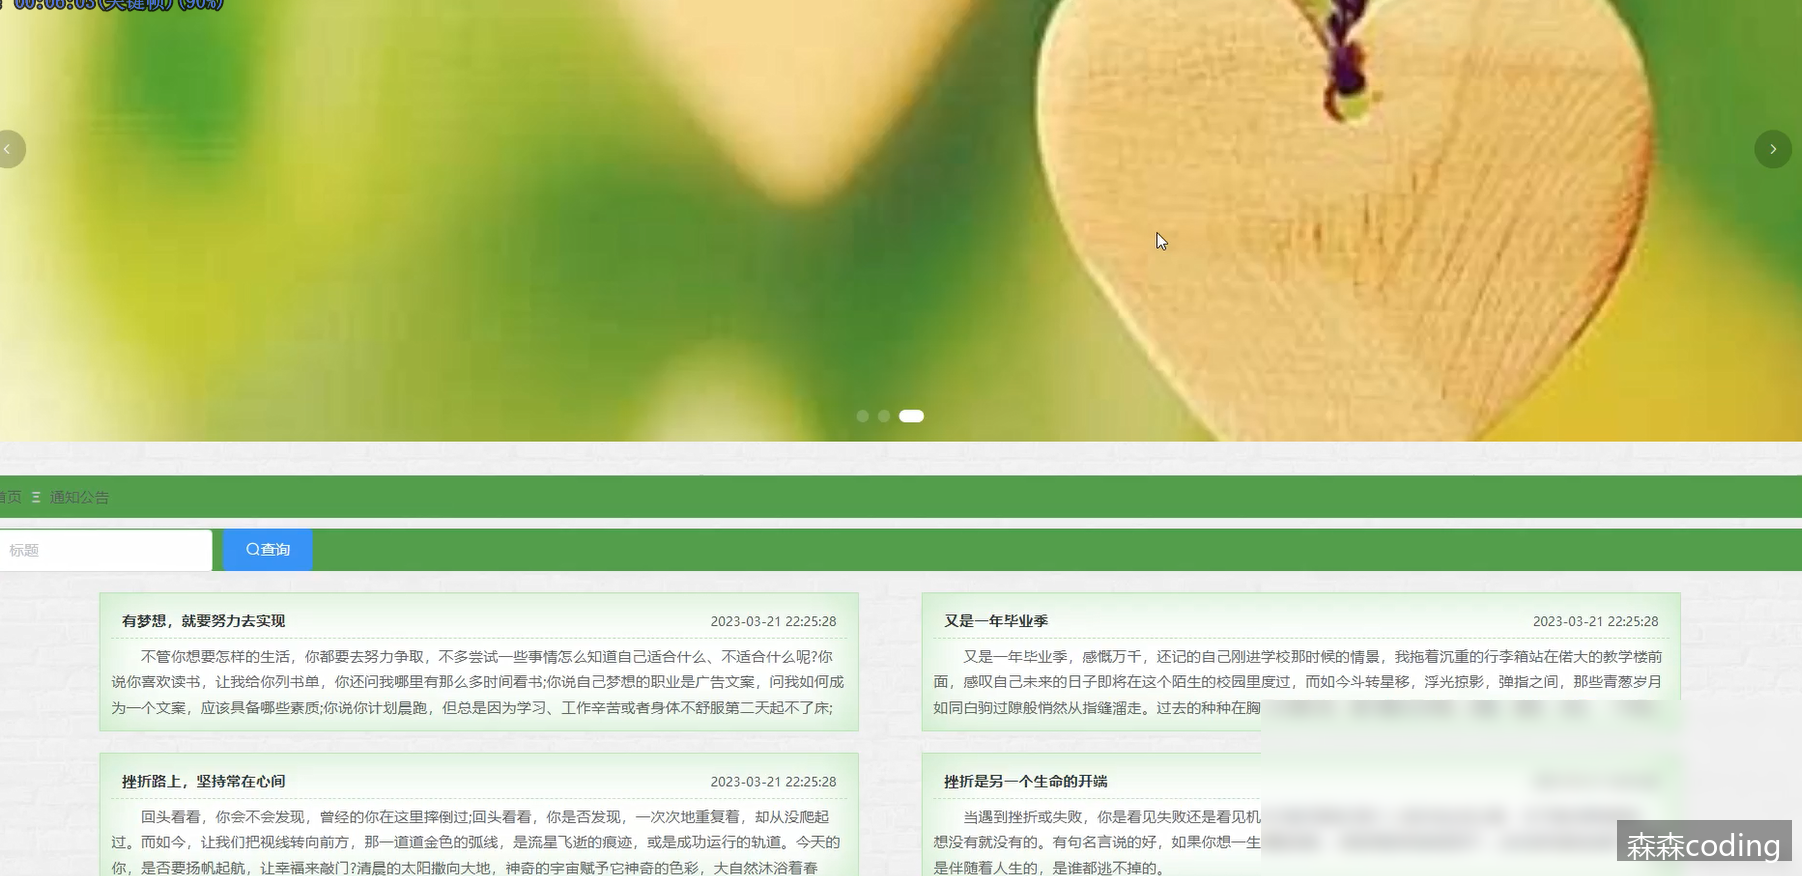 00:06:05(关键帧)(90%)
首页 Ξ 通知公告
标题
查询
有梦想，就要努力去实现 2023-03-21 22:25:28
不管你想要怎样的生活，你都要去努力争取，不多尝试一些事情怎么知道自己适合什么、不适合什么呢?你
说你喜欢读书，让我给你列书单，你还问我哪里有那么多时间看书;你说自己梦想的职业是广告文案，问我如何成
为一个文案，应该具备哪些素质;你说你计划晨跑，但总是因为学习、工作辛苦或者身体不舒服第二天起不了床;
又是一年毕业季 2023-03-21 22:25:28
又是一年毕业季，感慨万千，还记的自己刚进学校那时候的情景，我拖着沉重的行李箱站在偌大的教学楼前
面，感叹自己未来的日子即将在这个陌生的校园里度过，而如今斗转星移，浮光掠影，弹指之间，那些青葱岁月
如同白驹过隙般悄然从指缝溜走。过去的种种在胸
挫折路上，坚持常在心间 2023-03-21 22:25:28
回头看看，你会不会发现，曾经的你在这里摔倒过;回头看看，你是否发现，一次次地重复着，却从没爬起
过。而如今，让我们把视线转向前方，那一道道金色的弧线，是流星飞逝的痕迹，或是成功运行的轨道。今天的
你，是否要扬帆起航，让幸福来敲门?清晨的太阳撒向大地，神奇的宇宙赋予它神奇的色彩，大自然沐浴着春
挫折是另一个生命的开端
当遇到挫折或失败，你是看见失败还是看见机
想没有就没有的。有句名言说的好，如果你想一生
是伴随着人生的，是谁都逃不掉的。
森森coding